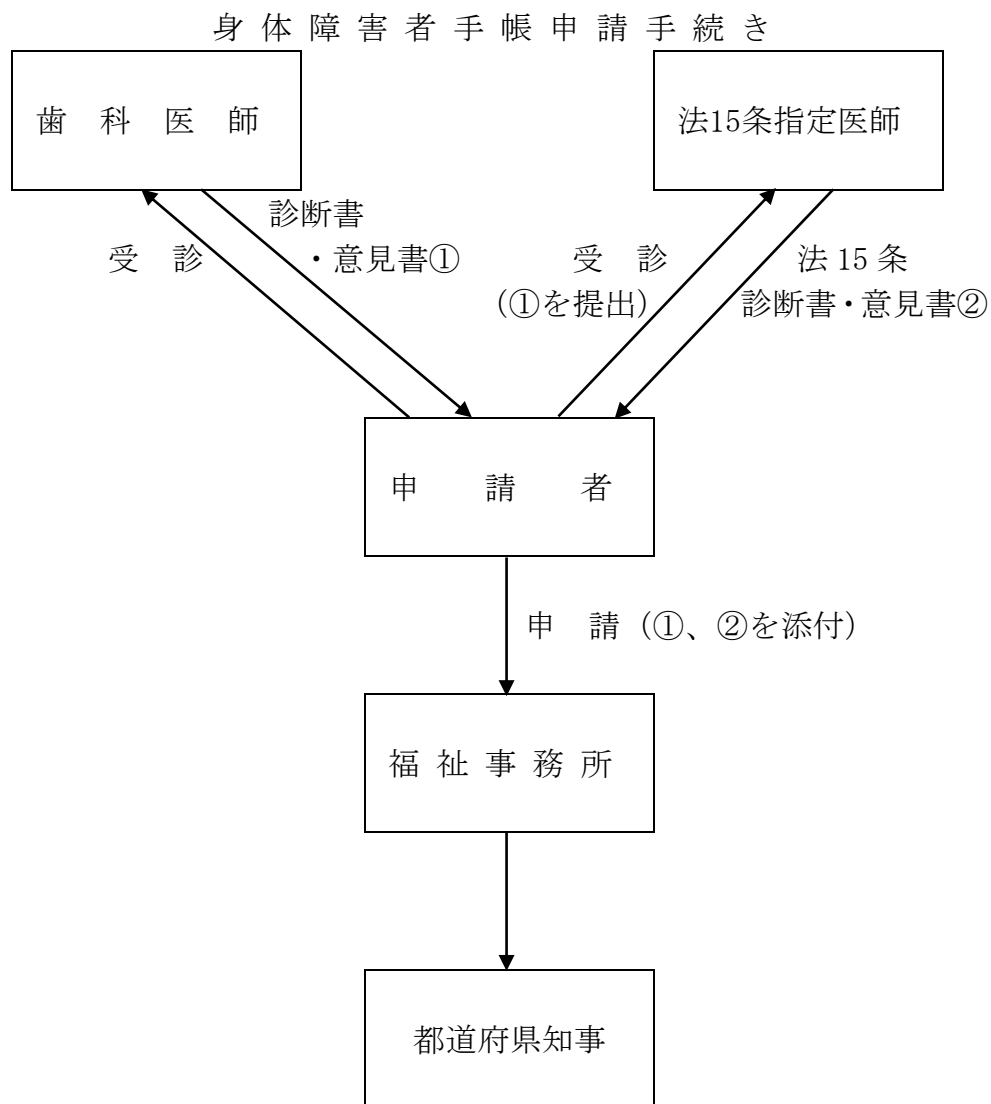 身体障害者手帳申請手続き
歯科医師
法15条指定医師
受診
診断書
・意見書①
受診
(①を提出)
法15条
診断書・意見書②
申請者
申請(①、②を添付)
福祉事務所
都道府県知事